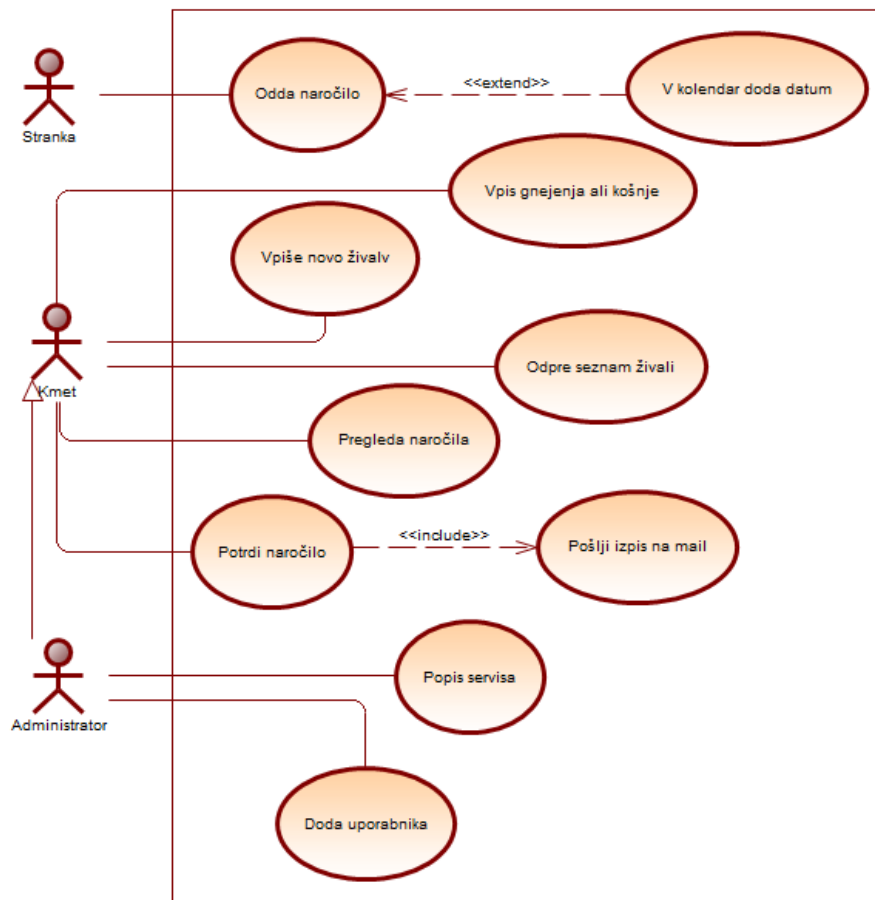 Stranka
Odda naročilo
<<extend>>
V kolendar doda datum
Vpis gnejenja ali košnje
Vpiše novo živalv
Kmet
Odpre seznam živali
Pregleda naročila
Potrdi naročilo
<<include>>
Pošlji izpis na mail
Administrator
Popis servisa
Doda uporabnika